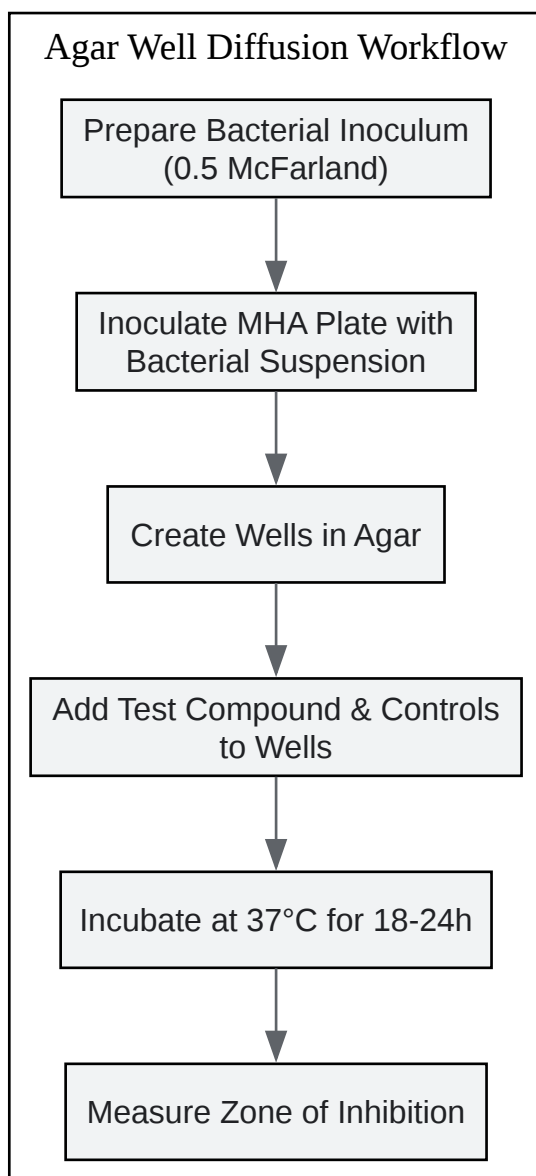 Agar Well Diffusion Workflow
Prepare Bacterial Inoculum
(0.5 McFarland)
Inoculate MHA Plate with
Bacterial Suspension
Create Wells in Agar
Add Test Compound & Controls
to Wells
Incubate at 37°C for 18-24h
Measure Zone of Inhibition